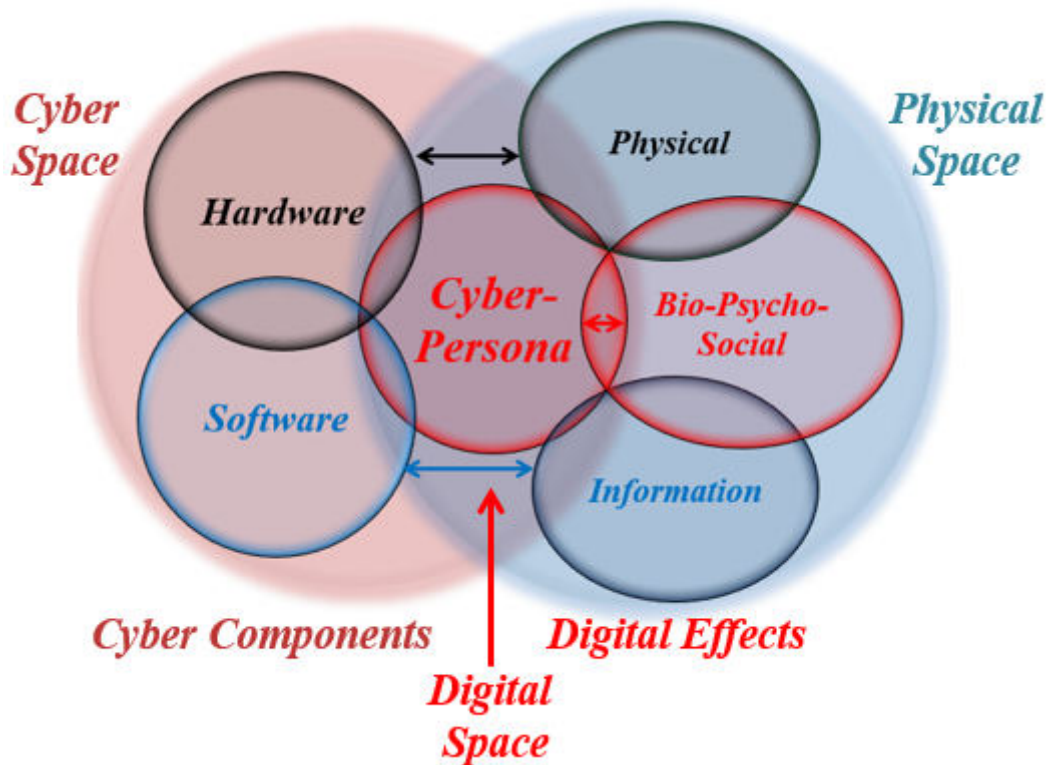 Cyber
Space
Physical
Space
Physical
Hardware
Cyber-
Persona
Bio-Psycho-
Social
Software
Information
Cyber Components
Digital Effects
Digital
Space